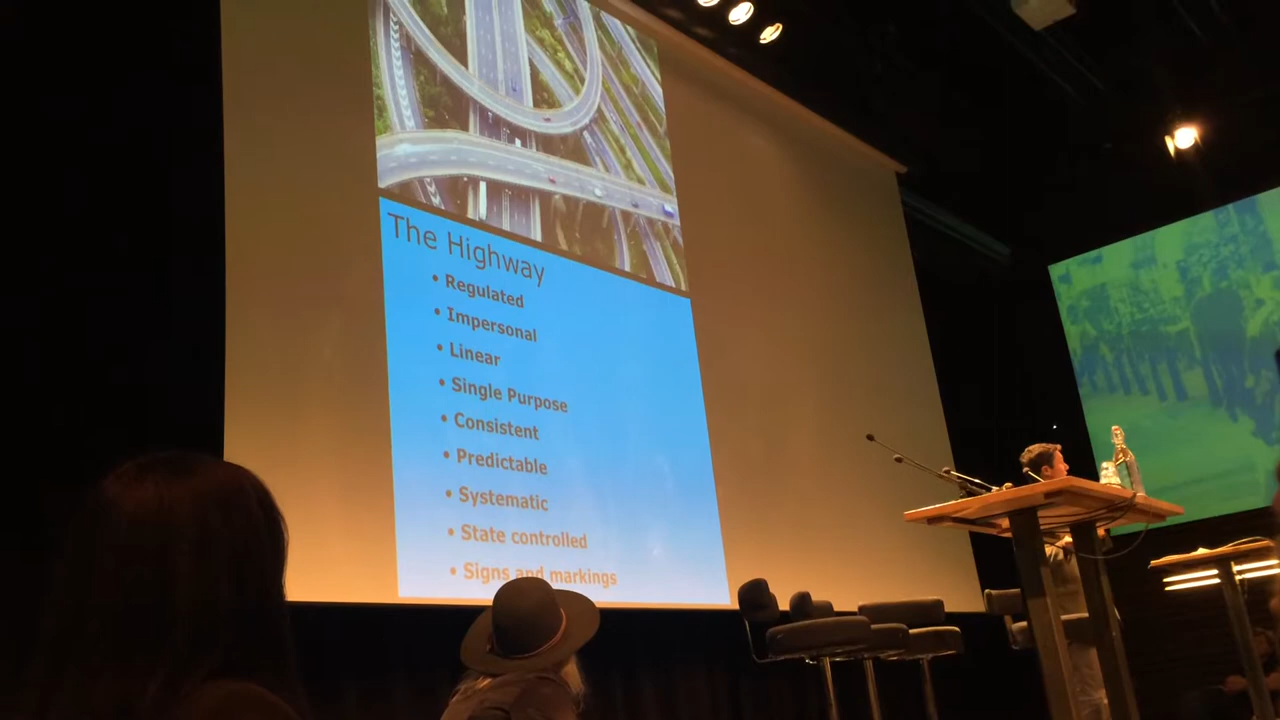 The Highway
• Regulated
• Impersonal
• Linear
• Single Purpose
• Consistent
• Predictable
• Systematic
• State controlled
• Signs and markings